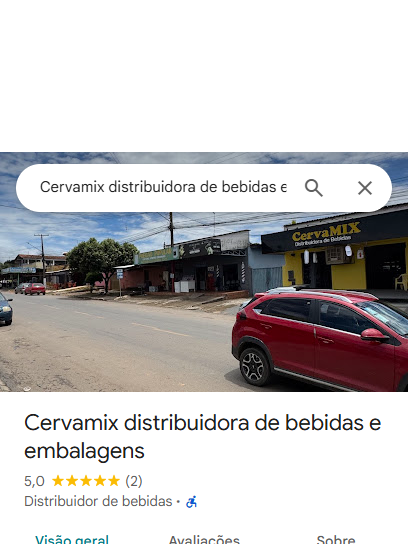 Cervamix distribuidora de bebidas e
CervaMIX
Distribuidora de Bebidas
Cervamix distribuidora de bebidas e
embalagens
5,0 (2)
Distribuidor de bebidas ·
Visão geral Avaliações Sobre